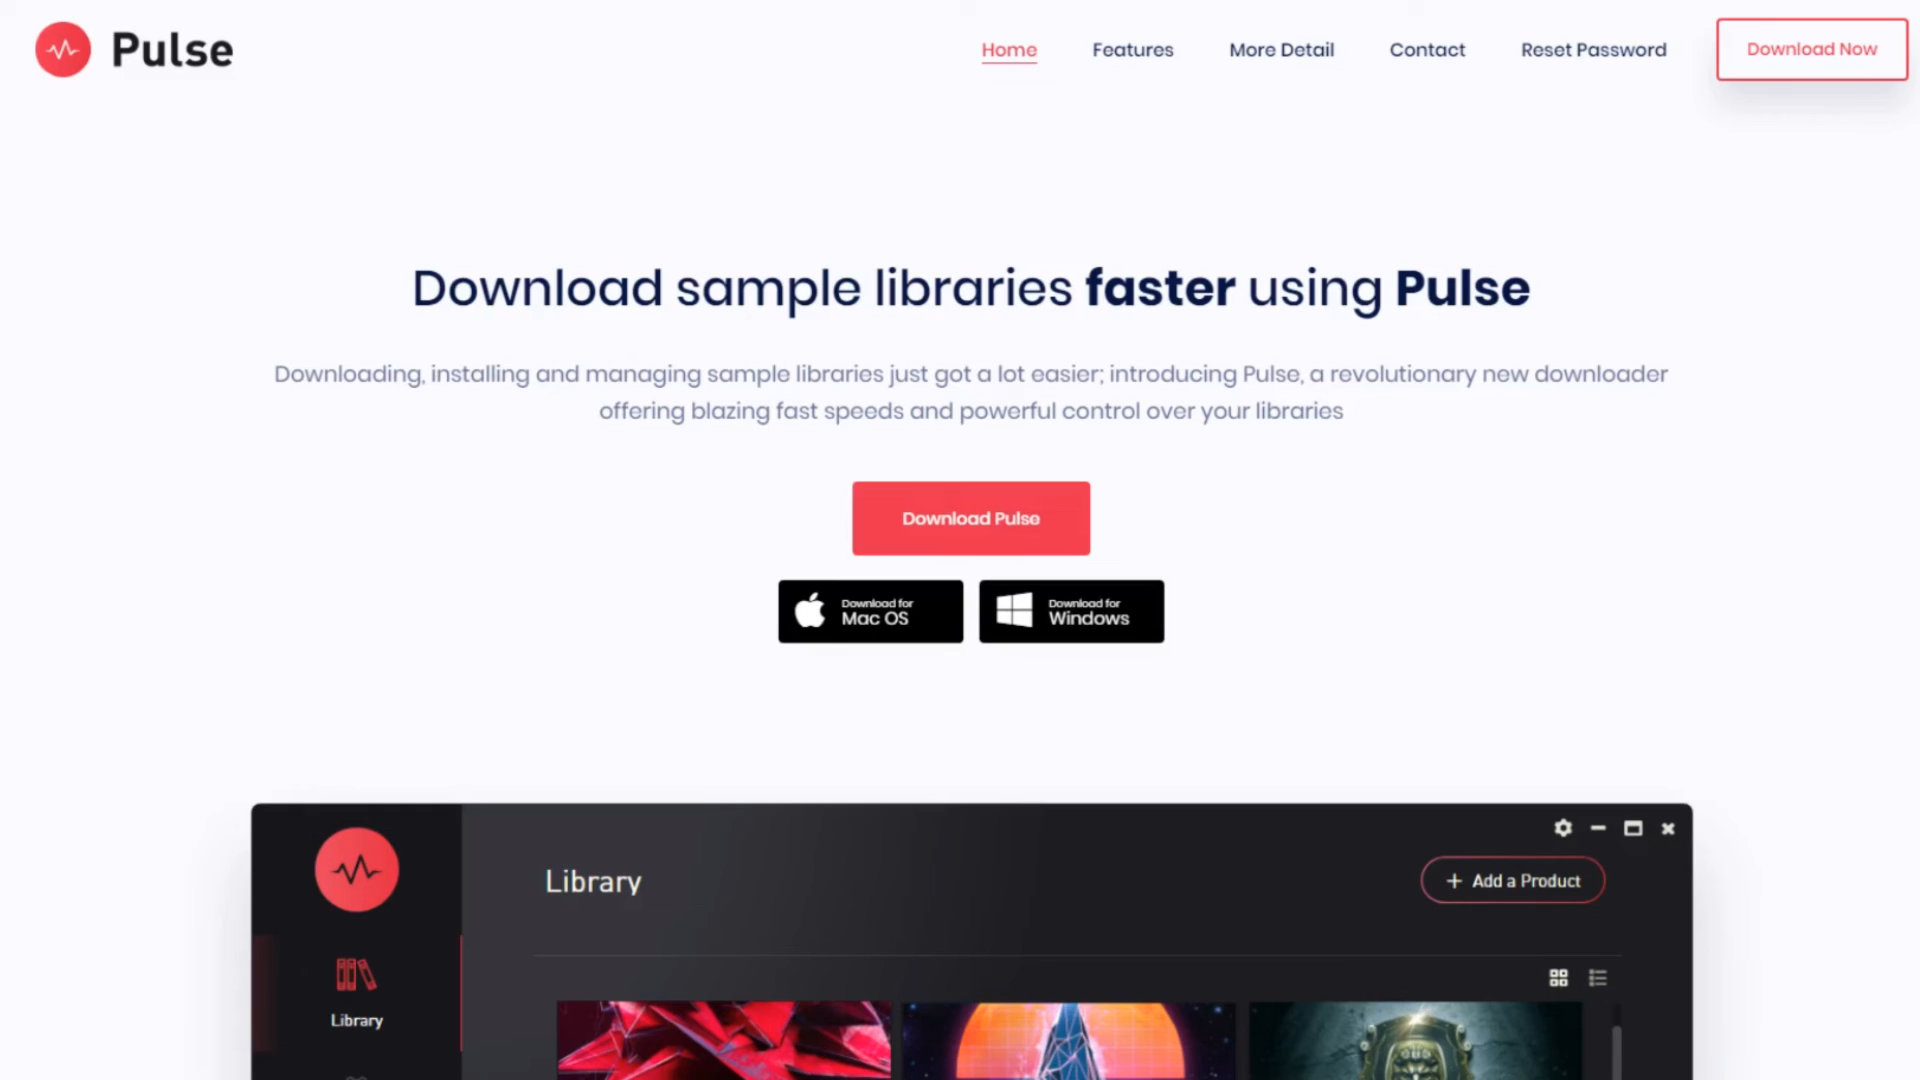 Pulse
Home
Features
More Detail
Contact
Reset Password
Download Now
Download sample libraries faster using Pulse
Downloading, installing and managing sample libraries just got a lot easier; introducing Pulse, a revolutionary new downloader
offering blazing fast speeds and powerful control over your libraries
Download Pulse
Download for
Mac OS
Download for
Windows
Library
+ Add a Product
Library